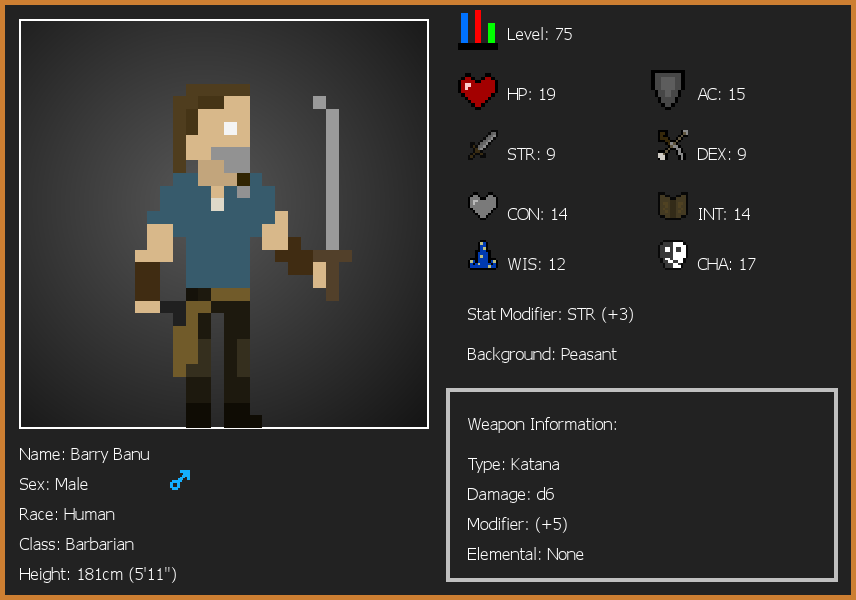 Level: 75
HP: 19
AC: 15
STR: 9
DEX: 9
CON: 14
INT: 14
WIS: 12
CHA: 17
Stat Modifier: STR (+3)
Background: Peasant
Weapon Information:
Type: Katana
Damage: d6
Modifier: (+5)
Elemental: None
Name: Barry Banu
Sex: Male
Race: Human
Class: Barbarian
Height: 181cm (5'11")